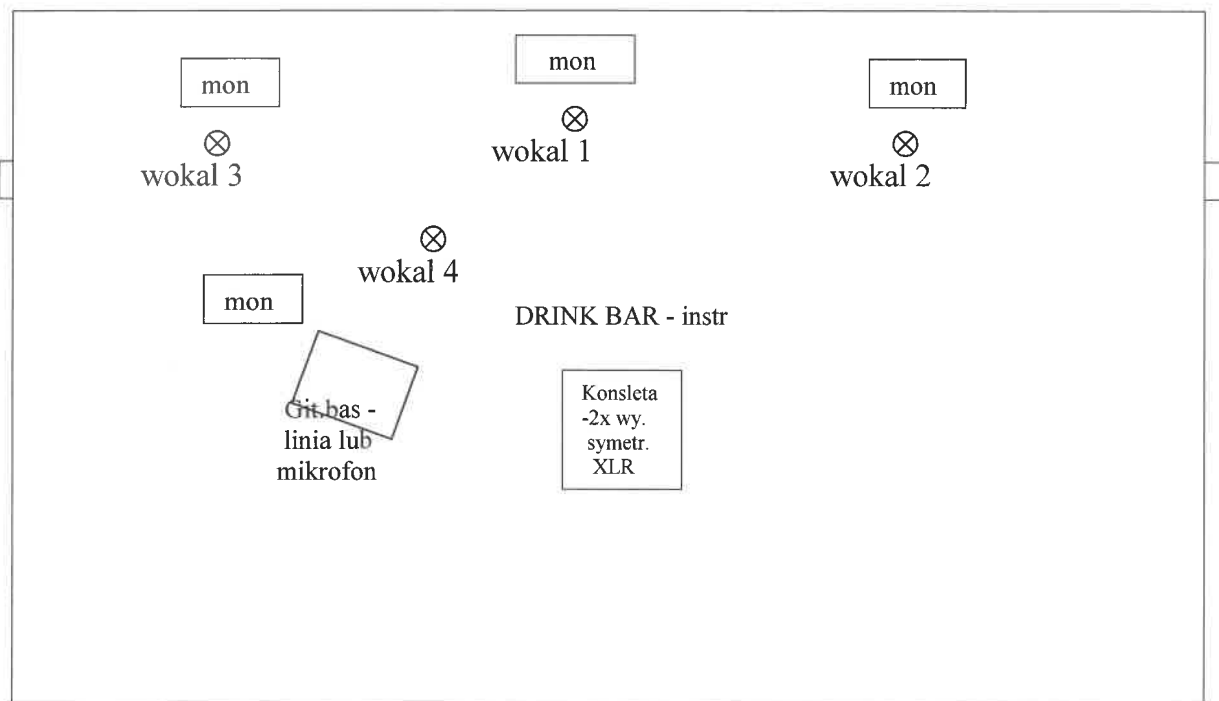 mon
mon
mon
wokal 1
wokal 3
wokal 2
wokal 4
mon
DRINK BAR - instr
Konsleta
-2x wy.
symetr.
XLR
Git.bas -
linia lub
mikrofon